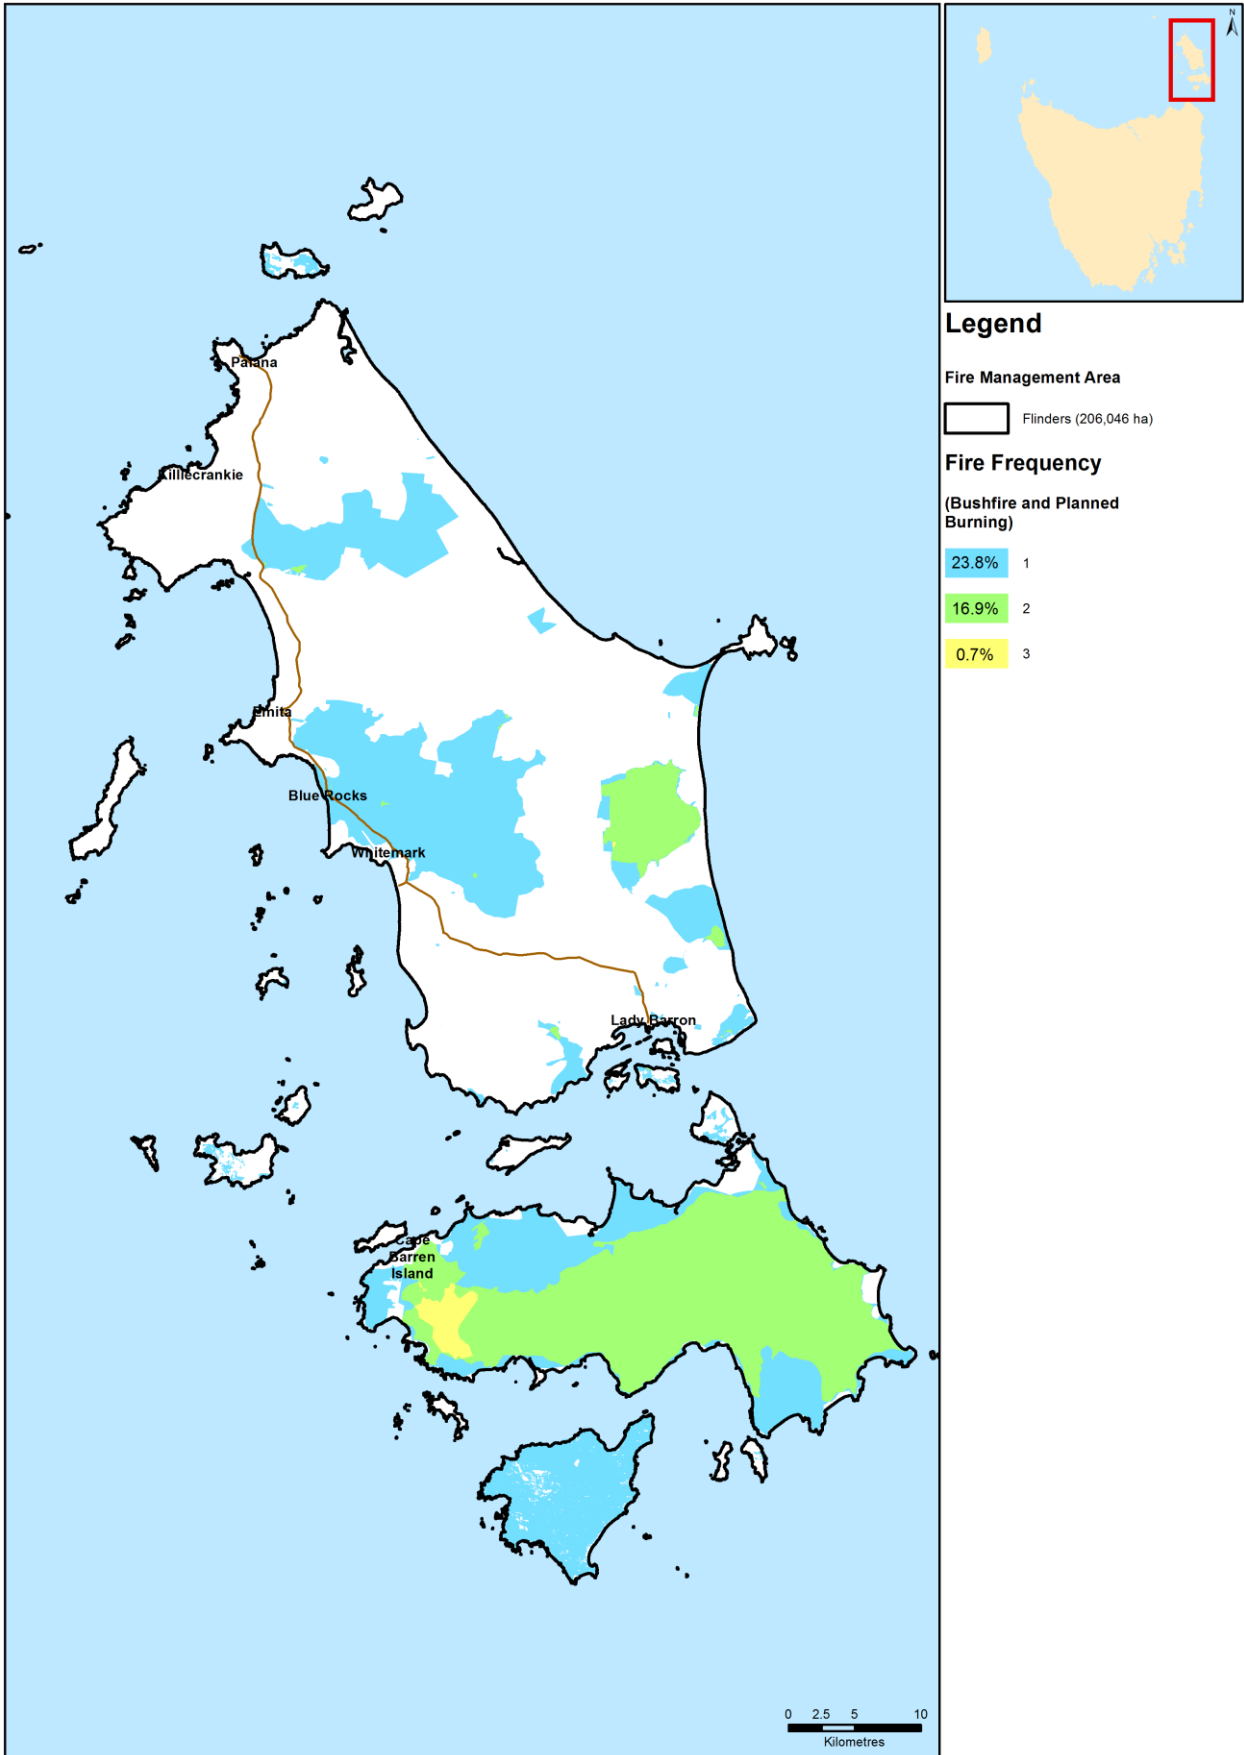 N
Legend
Fire Management Area
Flinders (206,046 ha)
Fire Frequency
(Bushfire and Planned
Burning)
23.8% 1
16.9% 2
0.7% 3
Palana
Killiecrankie
Emita
Blue Rocks
Whitemark
Lady Barron
Cape
Barren
Island
0 2.5 5 10
Kilometres